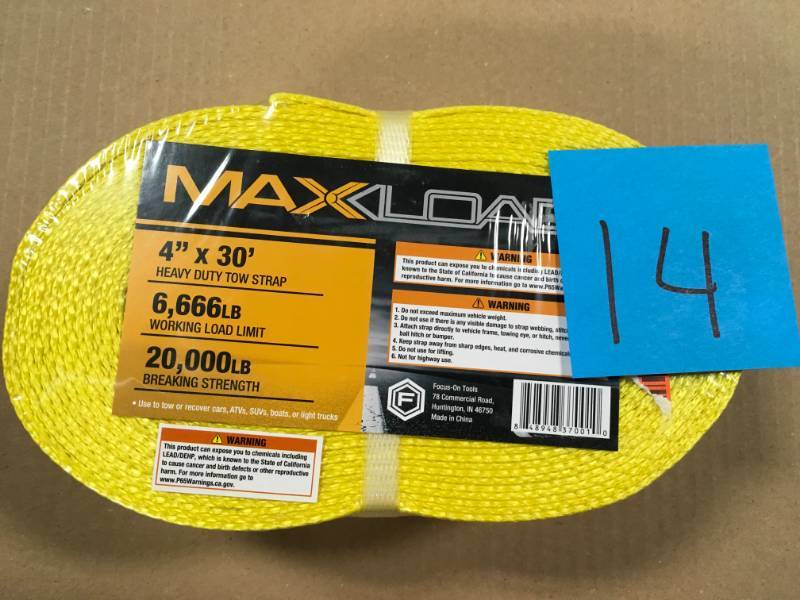 MAXLOAD
14
4” x 30’
HEAVY DUTY TOW STRAP
6,666LB
WORKING LOAD LIMIT
20,000LB
BREAKING STRENGTH
• Use to tow or recover cars, ATVs, SUVs, boats, or light trucks
WARNING
This product can expose you to chemicals including LEAD/
known to the State of California to cause cancer and birth
reproductive harm. For more information go to www.P65W
WARNING
1. Do not exceed maximum vehicle weight.
2. Do not use if there is any visible damage to strap webbing,
3. Attach strap directly to vehicle frame, towing eye, or hitch,
ball hitch or bumper.
4. Keep strap away from sharp edges, heat, and corrosive
5. Do not use for lifting.
6. Not for highway use.
F
Focus-On Tools
78 Commercial Road,
Huntington, IN 46750
Made in China
8 48948 37001 0
WARNING
This product can expose you to chemicals including
LEAD/DEHP, which is known to the State of California
to cause cancer and birth defects or other reproductive
harm. For more information go to
www.P65Warnings.ca.gov.